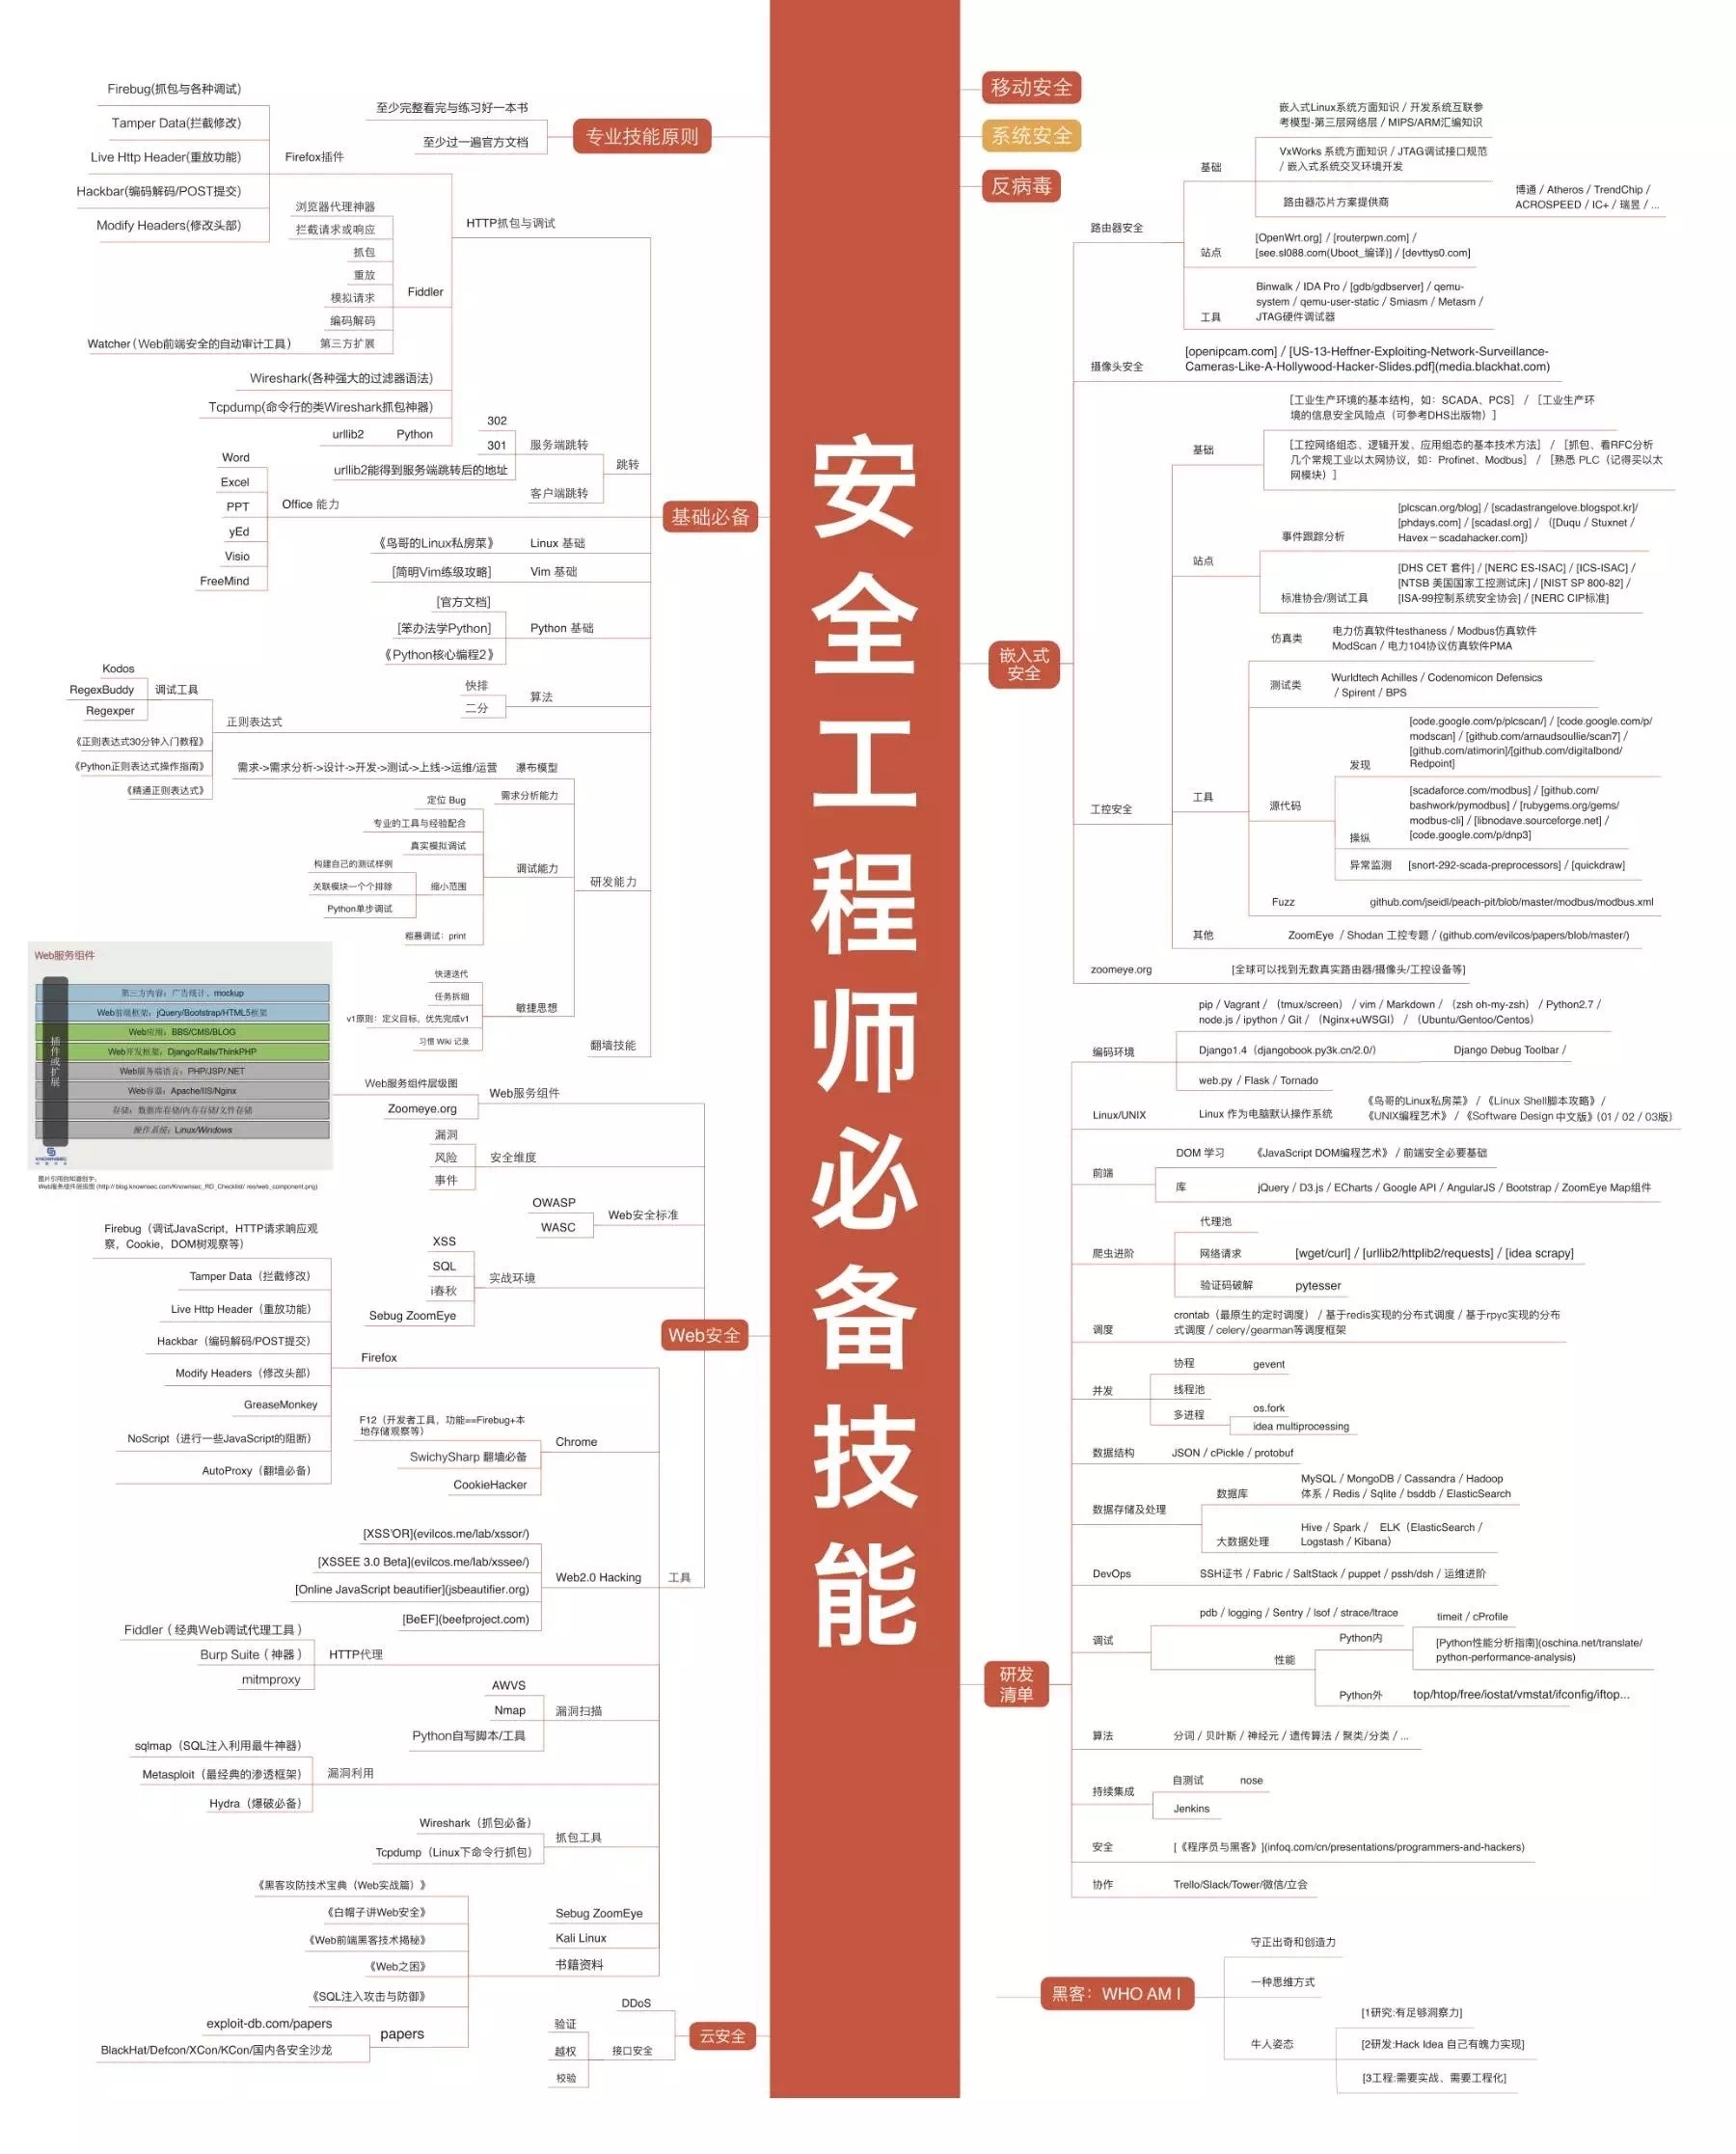 安全工程师必备技能
专业技能原则
至少完整看完与练习好一本书
至少过一遍官方文档
基础必备
HTTP抓包与调试
Firefox插件
Firebug(抓包与各种调试)
Tamper Data(拦截修改)
Live Http Header(重放功能)
Hackbar(编码解码/POST提交)
Modify Headers(修改头部)
Fiddler
浏览器代理神器
拦截请求或响应
抓包
重放
模拟请求
编码解码
第三方扩展
Watcher（Web前端安全的自动审计工具）
Wireshark(各种强大的过滤器语法)
Tcpdump(命令行的类Wireshark抓包神器)
Python
urllib2
跳转
服务端跳转
302
301
urllib2能得到服务端跳转后的地址
客户端跳转
Office 能力
Word
Excel
PPT
yEd
Visio
FreeMind
Linux 基础
《鸟哥的Linux私房菜》
Vim 基础
[简明Vim练级攻略]
Python 基础
[官方文档]
[笨办法学Python]
《Python核心编程2》
算法
快排
二分
正则表达式
调试工具
Kodos
RegexBuddy
Regexper
《正则表达式30分钟入门教程》
《Python正则表达式操作指南》
《精通正则表达式》
研发能力
瀑布模型
需求->需求分析->设计->开发->测试->上线->运维/运营
需求分析能力
调试能力
定位 Bug
专业的工具与经验配合
真实模拟调试
缩小范围
构建自己的测试样例
关联模块一个个排除
Python单步调试
粗暴调试：print
敏捷思想
快速迭代
任务拆细
v1原则：定义目标，优先完成v1
习惯 Wiki 记录
翻墙技能
Web安全
Web服务组件
Web服务组件层级图
Zoomeye.org
Web服务组件
插件或扩展
第三方内容：广告统计、mockup
Web前端框架：jQuery/Bootstrap/HTML5框架
Web应用：BBS/CMS/BLOG
Web开发框架：Django/Rails/ThinkPHP
Web服务端语言：PHP/JSP/.NET
Web容器：Apache/IIS/Nginx
存储：数据库存储/内存存储/文件存储
操作系统：Linux/Windows
KNOWNSEC
图片引用自知道创宇：
Web服务组件层级图 (http://blog.knownsec.com/Knownsec_RD_Checklist/ res/web_component.png)
安全维度
漏洞
风险
事件
Web安全标准
OWASP
WASC
实战环境
XSS
SQL
i春秋
Sebug ZoomEye
工具
Firefox
Firebug（调试JavaScript，HTTP请求响应观
察，Cookie，DOM树观察等）
Tamper Data（拦截修改）
Live Http Header（重放功能）
Hackbar（编码解码/POST提交）
Modify Headers（修改头部）
GreaseMonkey
NoScript（进行一些JavaScript的阻断）
AutoProxy（翻墙必备）
Chrome
F12（开发者工具，功能==Firebug+本
地存储观察等）
SwichySharp 翻墙必备
CookieHacker
Web2.0 Hacking
[XSS'OR](evilcos.me/lab/xssor/)
[XSSEE 3.0 Beta](evilcos.me/lab/xssee/)
[Online JavaScript beautifier](jsbeautifier.org)
[BeEF](beefproject.com)
HTTP代理
Fiddler（经典Web调试代理工具）
Burp Suite（神器）
mitmproxy
漏洞扫描
AWVS
Nmap
Python自写脚本/工具
漏洞利用
sqlmap（SQL注入利用最牛神器）
Metasploit（最经典的渗透框架）
Hydra（爆破必备）
抓包工具
Wireshark（抓包必备）
Tcpdump（Linux下命令行抓包）
Sebug ZoomEye
Kali Linux
书籍资料
《黑客攻防技术宝典（Web实战篇）》
《白帽子讲Web安全》
《Web前端黑客技术揭秘》
《Web之困》
《SQL注入攻击与防御》
papers
exploit-db.com/papers
BlackHat/Defcon/XCon/KCon/国内各安全沙龙
云安全
DDoS
接口安全
验证
越权
校验
移动安全
系统安全
反病毒
嵌入式
安全
路由器安全
基础
嵌入式Linux系统方面知识 / 开发系统互联参
考模型-第三层网络层 / MIPS/ARM汇编知识
VxWorks 系统方面知识 / JTAG调试接口规范
/ 嵌入式系统交叉环境开发
路由器芯片方案提供商
博通 / Atheros / TrendChip /
ACROSPEED / IC+ / 瑞昱 / ...
站点
[OpenWrt.org] / [routerpwn.com] /
[see.sl088.com(Uboot_编译)] / [devttys0.com]
工具
Binwalk / IDA Pro / [gdb/gdbserver] / qemu-
system / qemu-user-static / Smiasm / Metasm /
JTAG硬件调试器
摄像头安全
[openipcam.com] / [US-13-Heffner-Exploiting-Network-Surveillance-
Cameras-Like-A-Hollywood-Hacker-Slides.pdf](media.blackhat.com)
工控安全
基础
［工业生产环境的基本结构，如：SCADA、PCS］ / ［工业生产环
境的信息安全风险点（可参考DHS出版物）］
［工控网络组态、逻辑开发、应用组态的基本技术方法］ / ［抓包、看RFC分析
几个常规工业以太网协议，如：Profinet、Modbus］ / ［熟悉 PLC（记得买以太
网模块）］
站点
事件跟踪分析
[plcscan.org/blog] / [scadastrangelove.blogspot.kr]/
[phdays.com] / [scadasl.org] / （[Duqu / Stuxnet /
Havex－scadahacker.com]）
标准协会/测试工具
[DHS CET 套件] / [NERC ES-ISAC] / [ICS-ISAC] /
[NTSB 美国国家工控测试床] / [NIST SP 800-82] /
[ISA-99控制系统安全协会] / [NERC CIP标准]
工具
仿真类
电力仿真软件testhaness / Modbus仿真软件
ModScan / 电力104协议仿真软件PMA
测试类
Wurldtech Achilles / Codenomicon Defensics
/ Spirent / BPS
源代码
发现
[code.google.com/p/plcscan/] / [code.google.com/p/
modscan] / [github.com/arnaudsoullie/scan7] /
[github.com/atimorin]/[github.com/digitalbond/
Redpoint]
操纵
[scadaforce.com/modbus] / [github.com/
bashwork/pymodbus] / [rubygems.org/gems/
modbus-cli] / [libnodave.sourceforge.net] /
[code.google.com/p/dnp3]
异常监测
[snort-292-scada-preprocessors] / [quickdraw]
Fuzz
github.com/jseidl/peach-pit/blob/master/modbus/modbus.xml
其他
ZoomEye / Shodan 工控专题 / (github.com/evilcos/papers/blob/master/)
zoomeye.org
[全球可以找到无数真实路由器/摄像头/工控设备等]
研发
清单
编码环境
pip / Vagrant / （tmux/screen） / vim / Markdown / （zsh oh-my-zsh） / Python2.7 /
node.js / ipython / Git / （Nginx+uWSGI） / （Ubuntu/Gentoo/Centos）
Django1.4（djangobook.py3k.cn/2.0/）
Django Debug Toolbar /
web.py / Flask / Tornado
Linux/UNIX
Linux 作为电脑默认操作系统
《鸟哥的Linux私房菜》 / 《Linux Shell脚本攻略》 /
《UNIX编程艺术》 / 《Software Design 中文版》（01 / 02 / 03版）
前端
DOM 学习
《JavaScript DOM编程艺术》 / 前端安全必要基础
库
jQuery / D3.js / ECharts / Google API / AngularJS / Bootstrap / ZoomEye Map组件
爬虫进阶
代理池
网络请求
[wget/curl] / [urllib2/httplib2/requests] / [idea scrapy]
验证码破解
pytesser
调度
crontab（最原生的定时调度） / 基于redis实现的分布式调度 / 基于rpyc实现的分布
式调度 / celery/gearman等调度框架
并发
协程
gevent
线程池
多进程
os.fork
idea multiprocessing
数据结构
JSON / cPickle / protobuf
数据存储及处理
数据库
MySQL / MongoDB / Cassandra / Hadoop
体系 / Redis / Sqlite / bsddb / ElasticSearch
大数据处理
Hive / Spark / ELK（ElasticSearch /
Logstash / Kibana）
DevOps
SSH证书 / Fabric / SaltStack / puppet / pssh/dsh / 运维进阶
调试
pdb / logging / Sentry / lsof / strace/ltrace
性能
Python内
timeit / cProfile
[Python性能分析指南](oschina.net/translate/
python-performance-analysis)
Python外
top/htop/free/iostat/vmstat/ifconfig/iftop...
算法
分词 / 贝叶斯 / 神经元 / 遗传算法 / 聚类/分类 / ...
持续集成
自测试
nose
Jenkins
安全
[《程序员与黑客》](infoq.com/cn/presentations/programmers-and-hackers)
协作
Trello/Slack/Tower/微信/立会
黑客：WHO AM I
守正出奇和创造力
一种思维方式
牛人姿态
[1研究:有足够洞察力]
[2研发:Hack Idea 自己有魄力实现]
[3工程:需要实战、需要工程化]